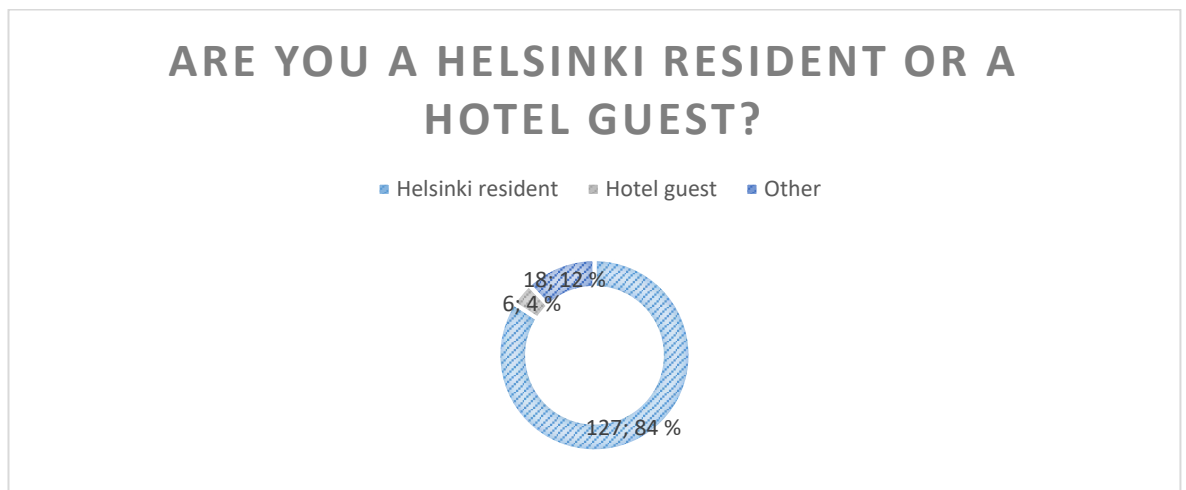 ARE YOU A HELSINKI RESIDENT OR A
HOTEL GUEST?
Helsinki resident Hotel guest Other
18; 12 %
6; 4 %
127; 84 %